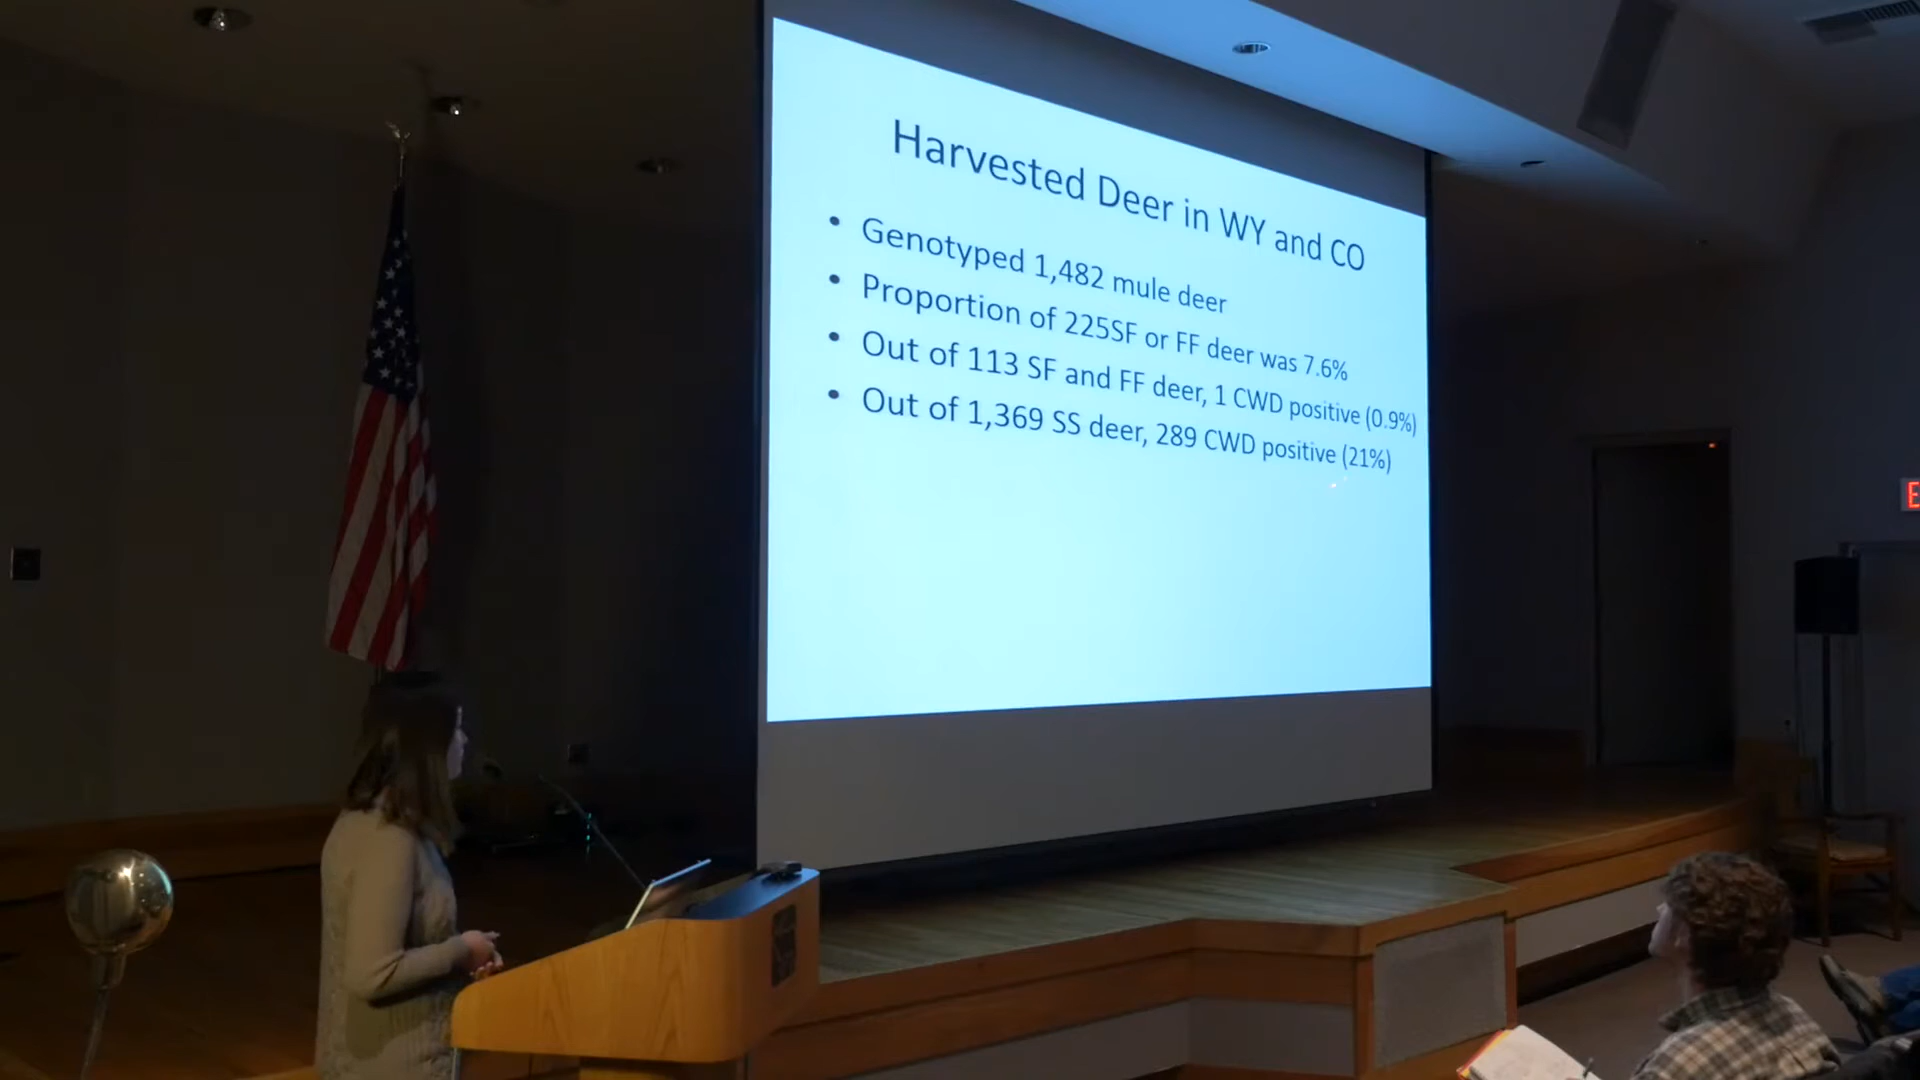 Harvested Deer in WY and CO
• Genotyped 1,482 mule deer
• Proportion of 225SF or FF deer was 7.6%
• Out of 113 SF and FF deer, 1 CWD positive (0.9%)
• Out of 1,369 SS deer, 289 CWD positive (21%)
E